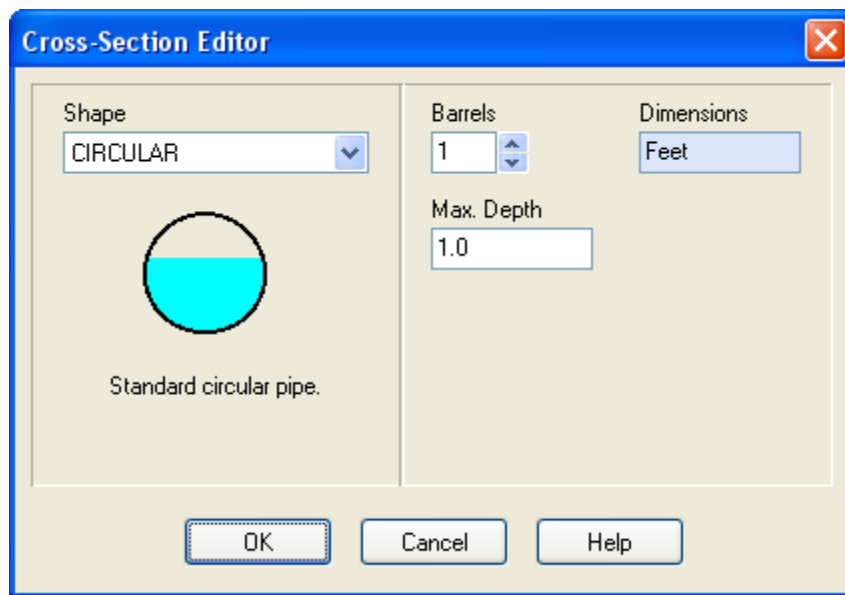 Cross-Section Editor
Shape
CIRCULAR
Standard circular pipe.
Barrels
1
Dimensions
Feet
Max. Depth
1.0
OK
Cancel
Help